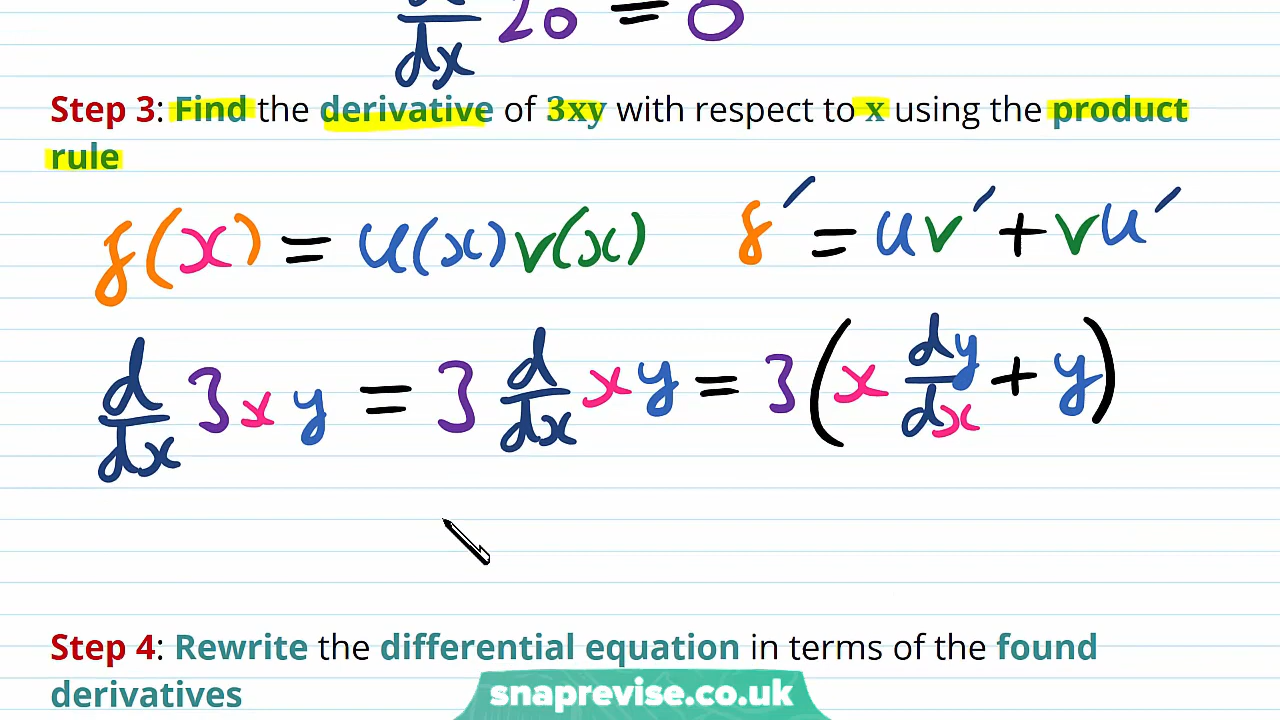 d/dx 20 = 0
Step 3: Find the derivative of 3xy with respect to x using the product
rule
f(x) = u(x)v(x) f' = uv' + vu'
d/dx 3xy = 3 d/dx xy = 3(x dy/dx + y)
Step 4: Rewrite the differential equation in terms of the found
derivatives
snaprevise.co.uk